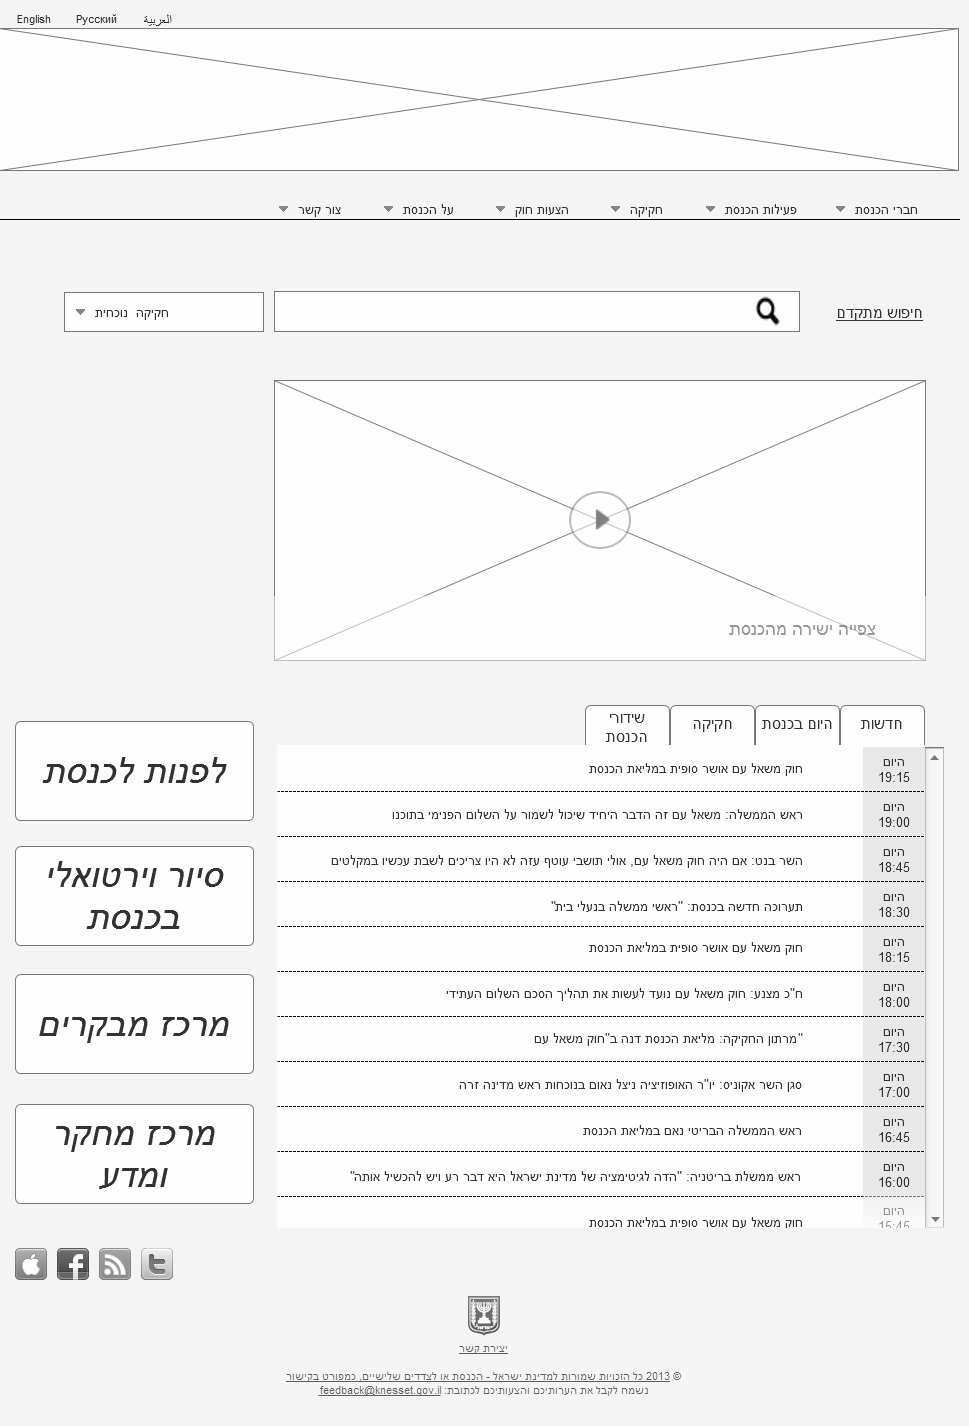 English Русский العربية
חברי הכנסת פעילות הכנסת חקיקה הצעות חוק על הכנסת צור קשר
חיפוש מתקדם
חקיקה נוכחית
צפייה ישירה מהכנסת
חדשות
היום בכנסת
חקיקה
שידורי
הכנסת
היום
19:15
חוק משאל עם אושר סופית במליאת הכנסת
היום
19:00
ראש הממשלה: משאל עם זה הדבר היחיד שיכול לשמור על השלום הפנימי בתוכנו
היום
18:45
השר בנט: אם היה חוק משאל עם, אולי תושבי עוטף עזה לא היו צריכים לשבת עכשיו במקלטים
היום
18:30
תערוכה חדשה בכנסת: "ראשי ממשלה בנעלי בית"
היום
18:15
חוק משאל עם אושר סופית במליאת הכנסת
היום
18:00
ח"כ מצנע: חוק משאל עם נועד לעשות את תהליך הסכם השלום העתידי
היום
17:30
"מרתון החקיקה: מליאת הכנסת דנה ב"חוק משאל עם
היום
17:00
סגן השר אקוניס: יו"ר האופוזיציה ניצל נאום בנוכחות ראש מדינה זרה
היום
16:45
ראש הממשלה הבריטי נאם במליאת הכנסת
היום
16:00
ראש ממשלת בריטניה: "הדה לגיטימציה של מדינת ישראל היא דבר רע ויש להכשיל אותה"
היום
15:45
חוק משאל עם אושר סופית במליאת הכנסת
לפנות לכנסת
סיור וירטואלי
בכנסת
מרכז מבקרים
מרכז מחקר
ומדע
יצירת קשר
© 2013 כל הזכויות שמורות למדינת ישראל - הכנסת או לצדדים שלישיים, כמפורט בקישור
נשמח לקבל את הערותיכם והצעותיכם לכתובת: feedback@knesset.gov.il